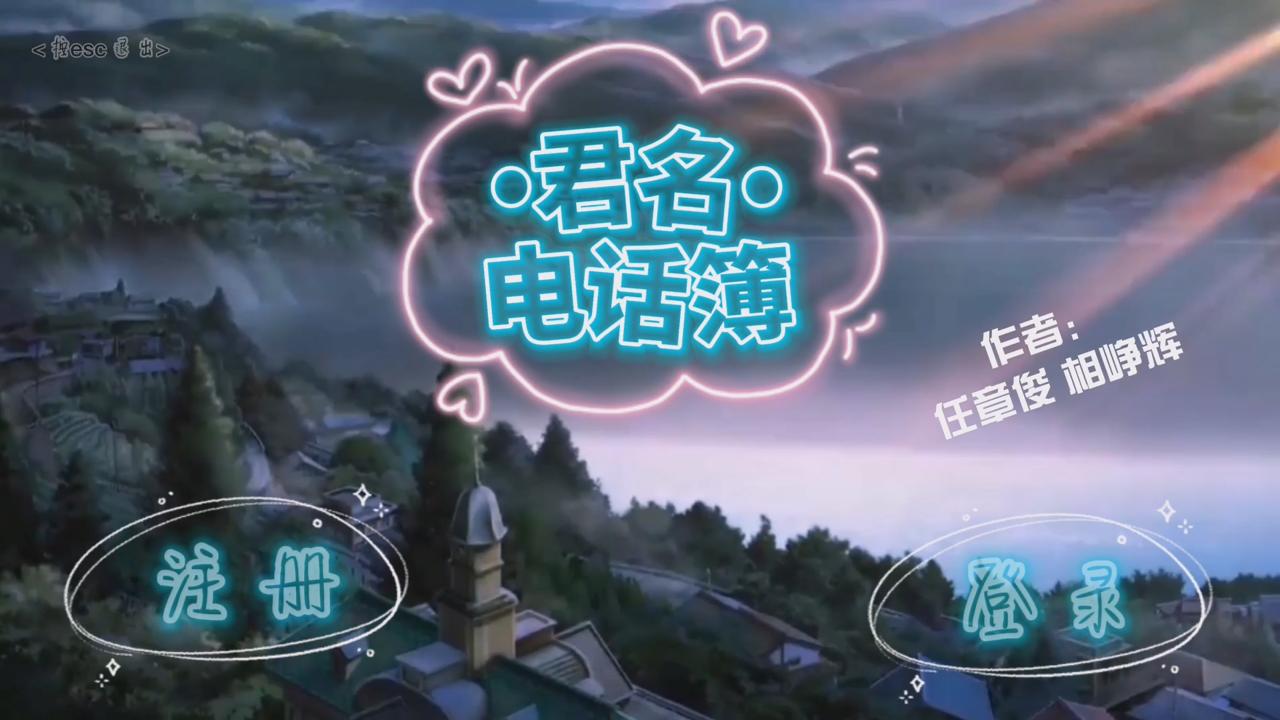 <按esc 退 出>
·君名·
电话簿
作者：
任章俊 相峥辉
注 册
登 录